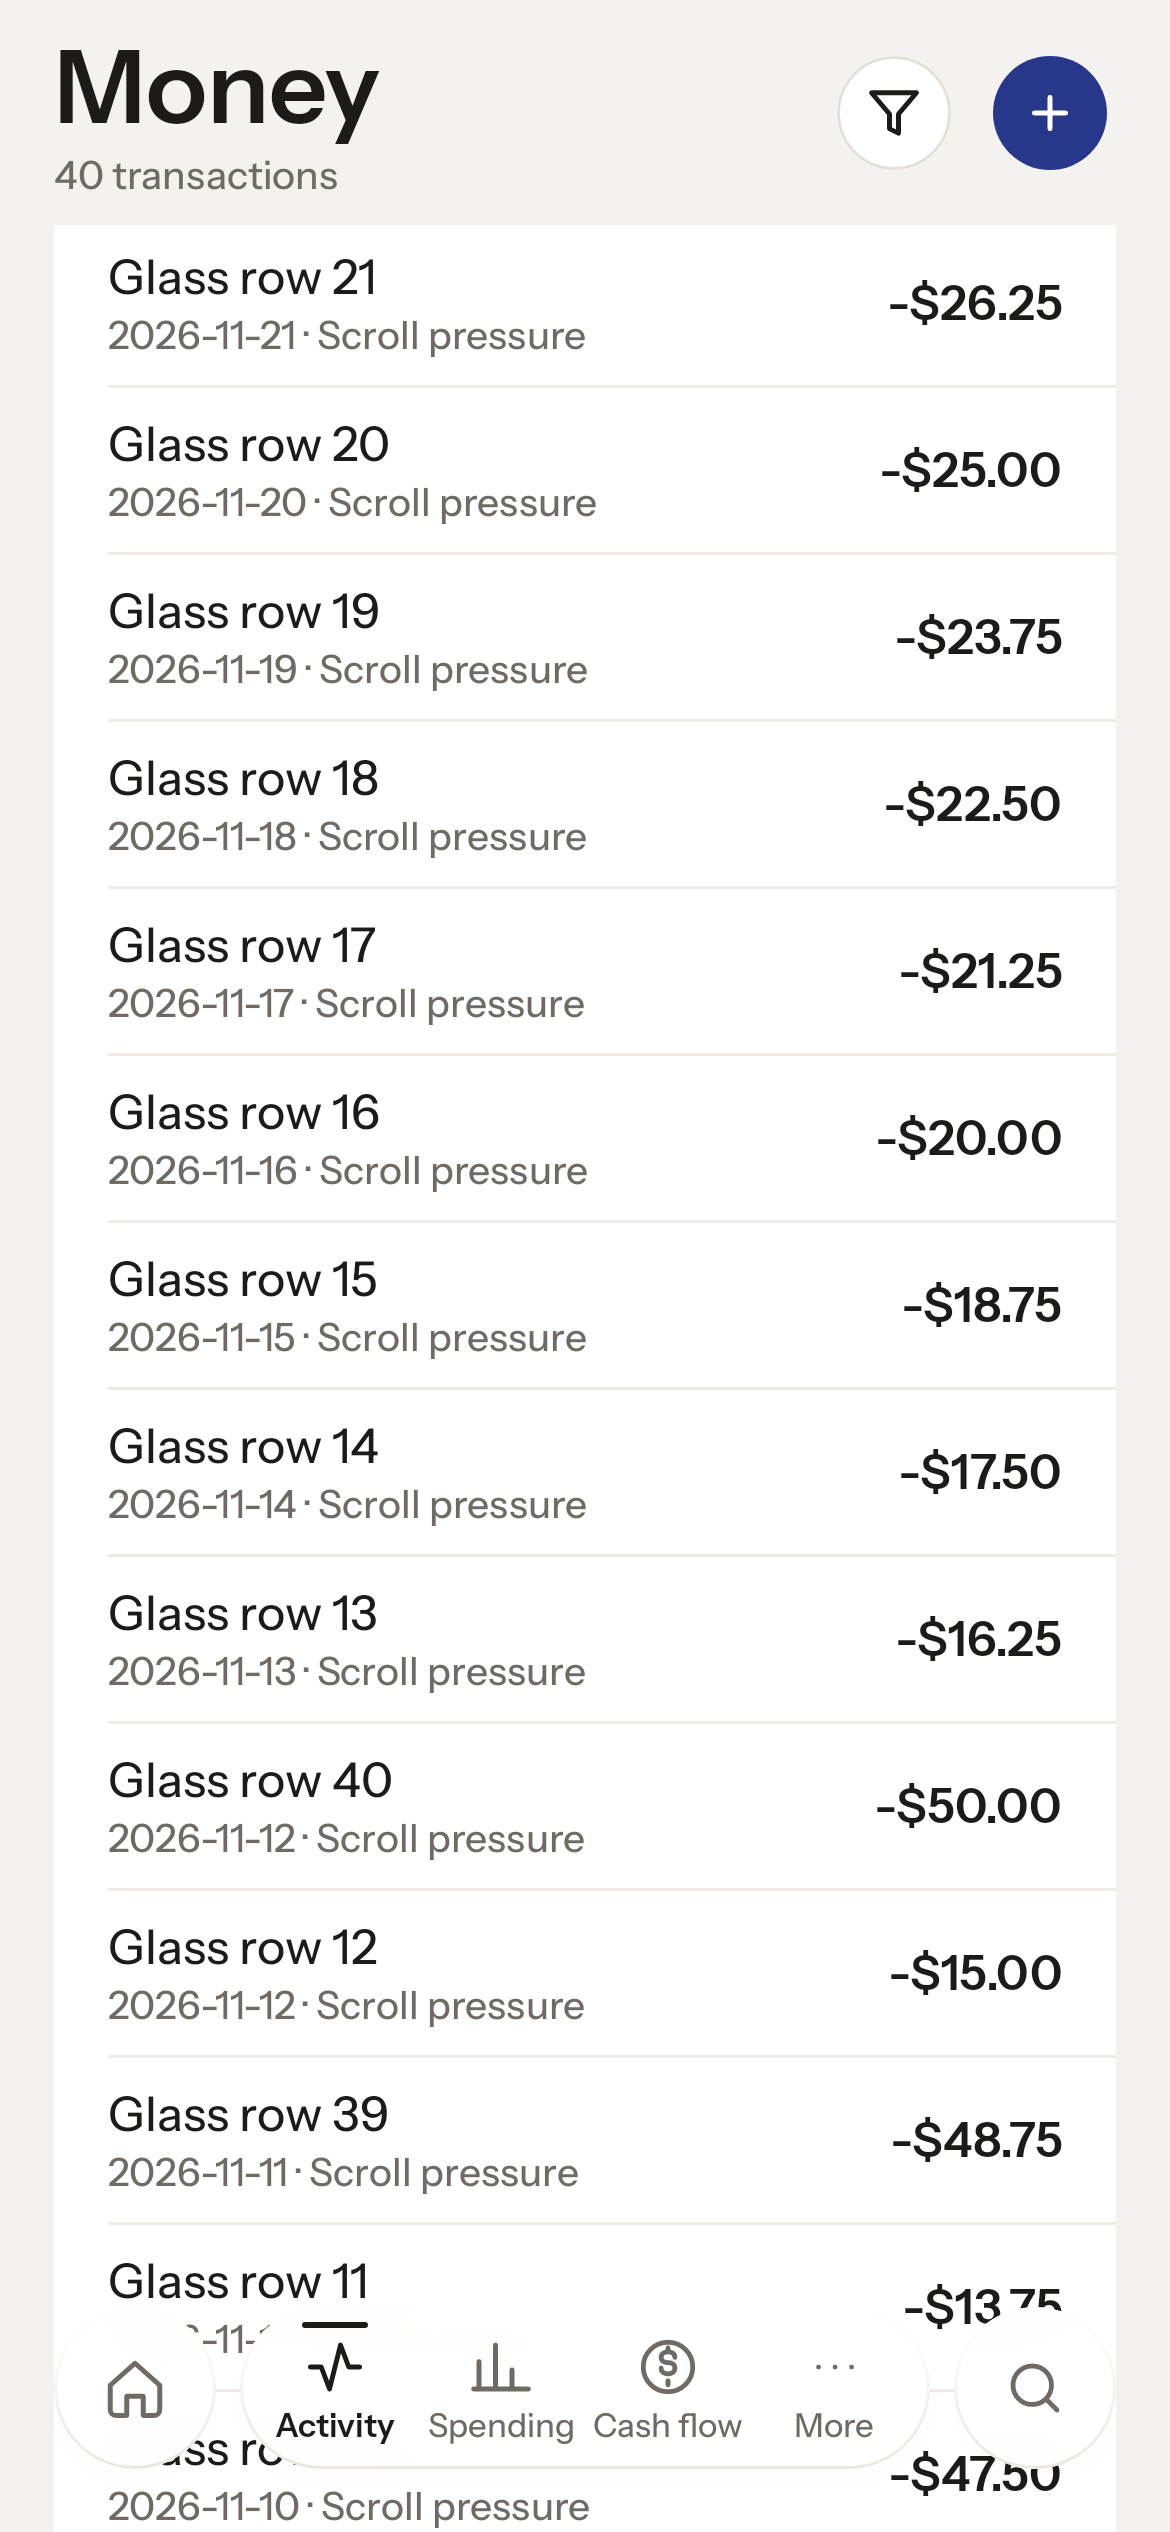 Money
40 transactions
Glass row 21
2026-11-21 · Scroll pressure
-$26.25
Glass row 20
2026-11-20 · Scroll pressure
-$25.00
Glass row 19
2026-11-19 · Scroll pressure
-$23.75
Glass row 18
2026-11-18 · Scroll pressure
-$22.50
Glass row 17
2026-11-17 · Scroll pressure
-$21.25
Glass row 16
2026-11-16 · Scroll pressure
-$20.00
Glass row 15
2026-11-15 · Scroll pressure
-$18.75
Glass row 14
2026-11-14 · Scroll pressure
-$17.50
Glass row 13
2026-11-13 · Scroll pressure
-$16.25
Glass row 40
2026-11-12 · Scroll pressure
-$50.00
Glass row 12
2026-11-12 · Scroll pressure
-$15.00
Glass row 39
2026-11-11 · Scroll pressure
-$48.75
Glass row 11
-$13.75
Activity
Spending
Cash flow
More
-$47.50
2026-11-10 · Scroll pressure